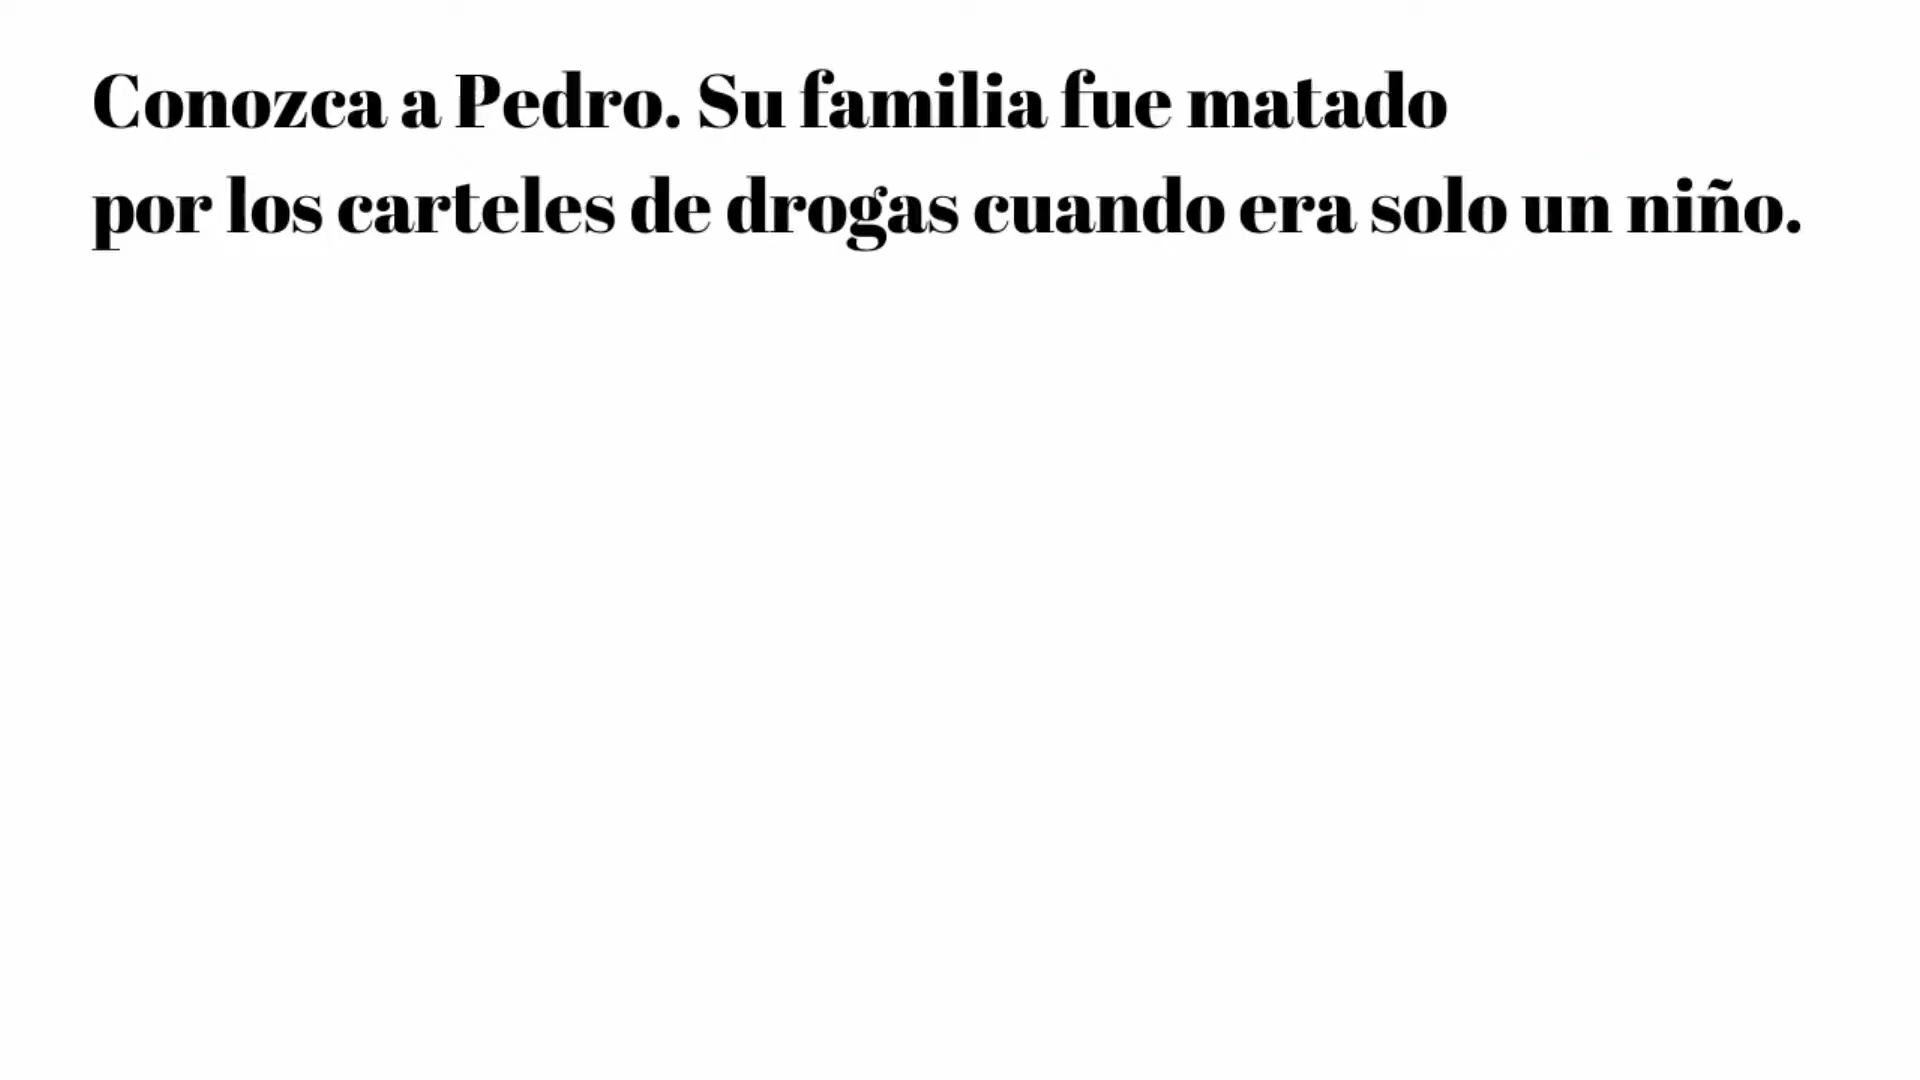 Conozca a Pedro. Su familia fue matado
por los carteles de drogas cuando era solo un niño.